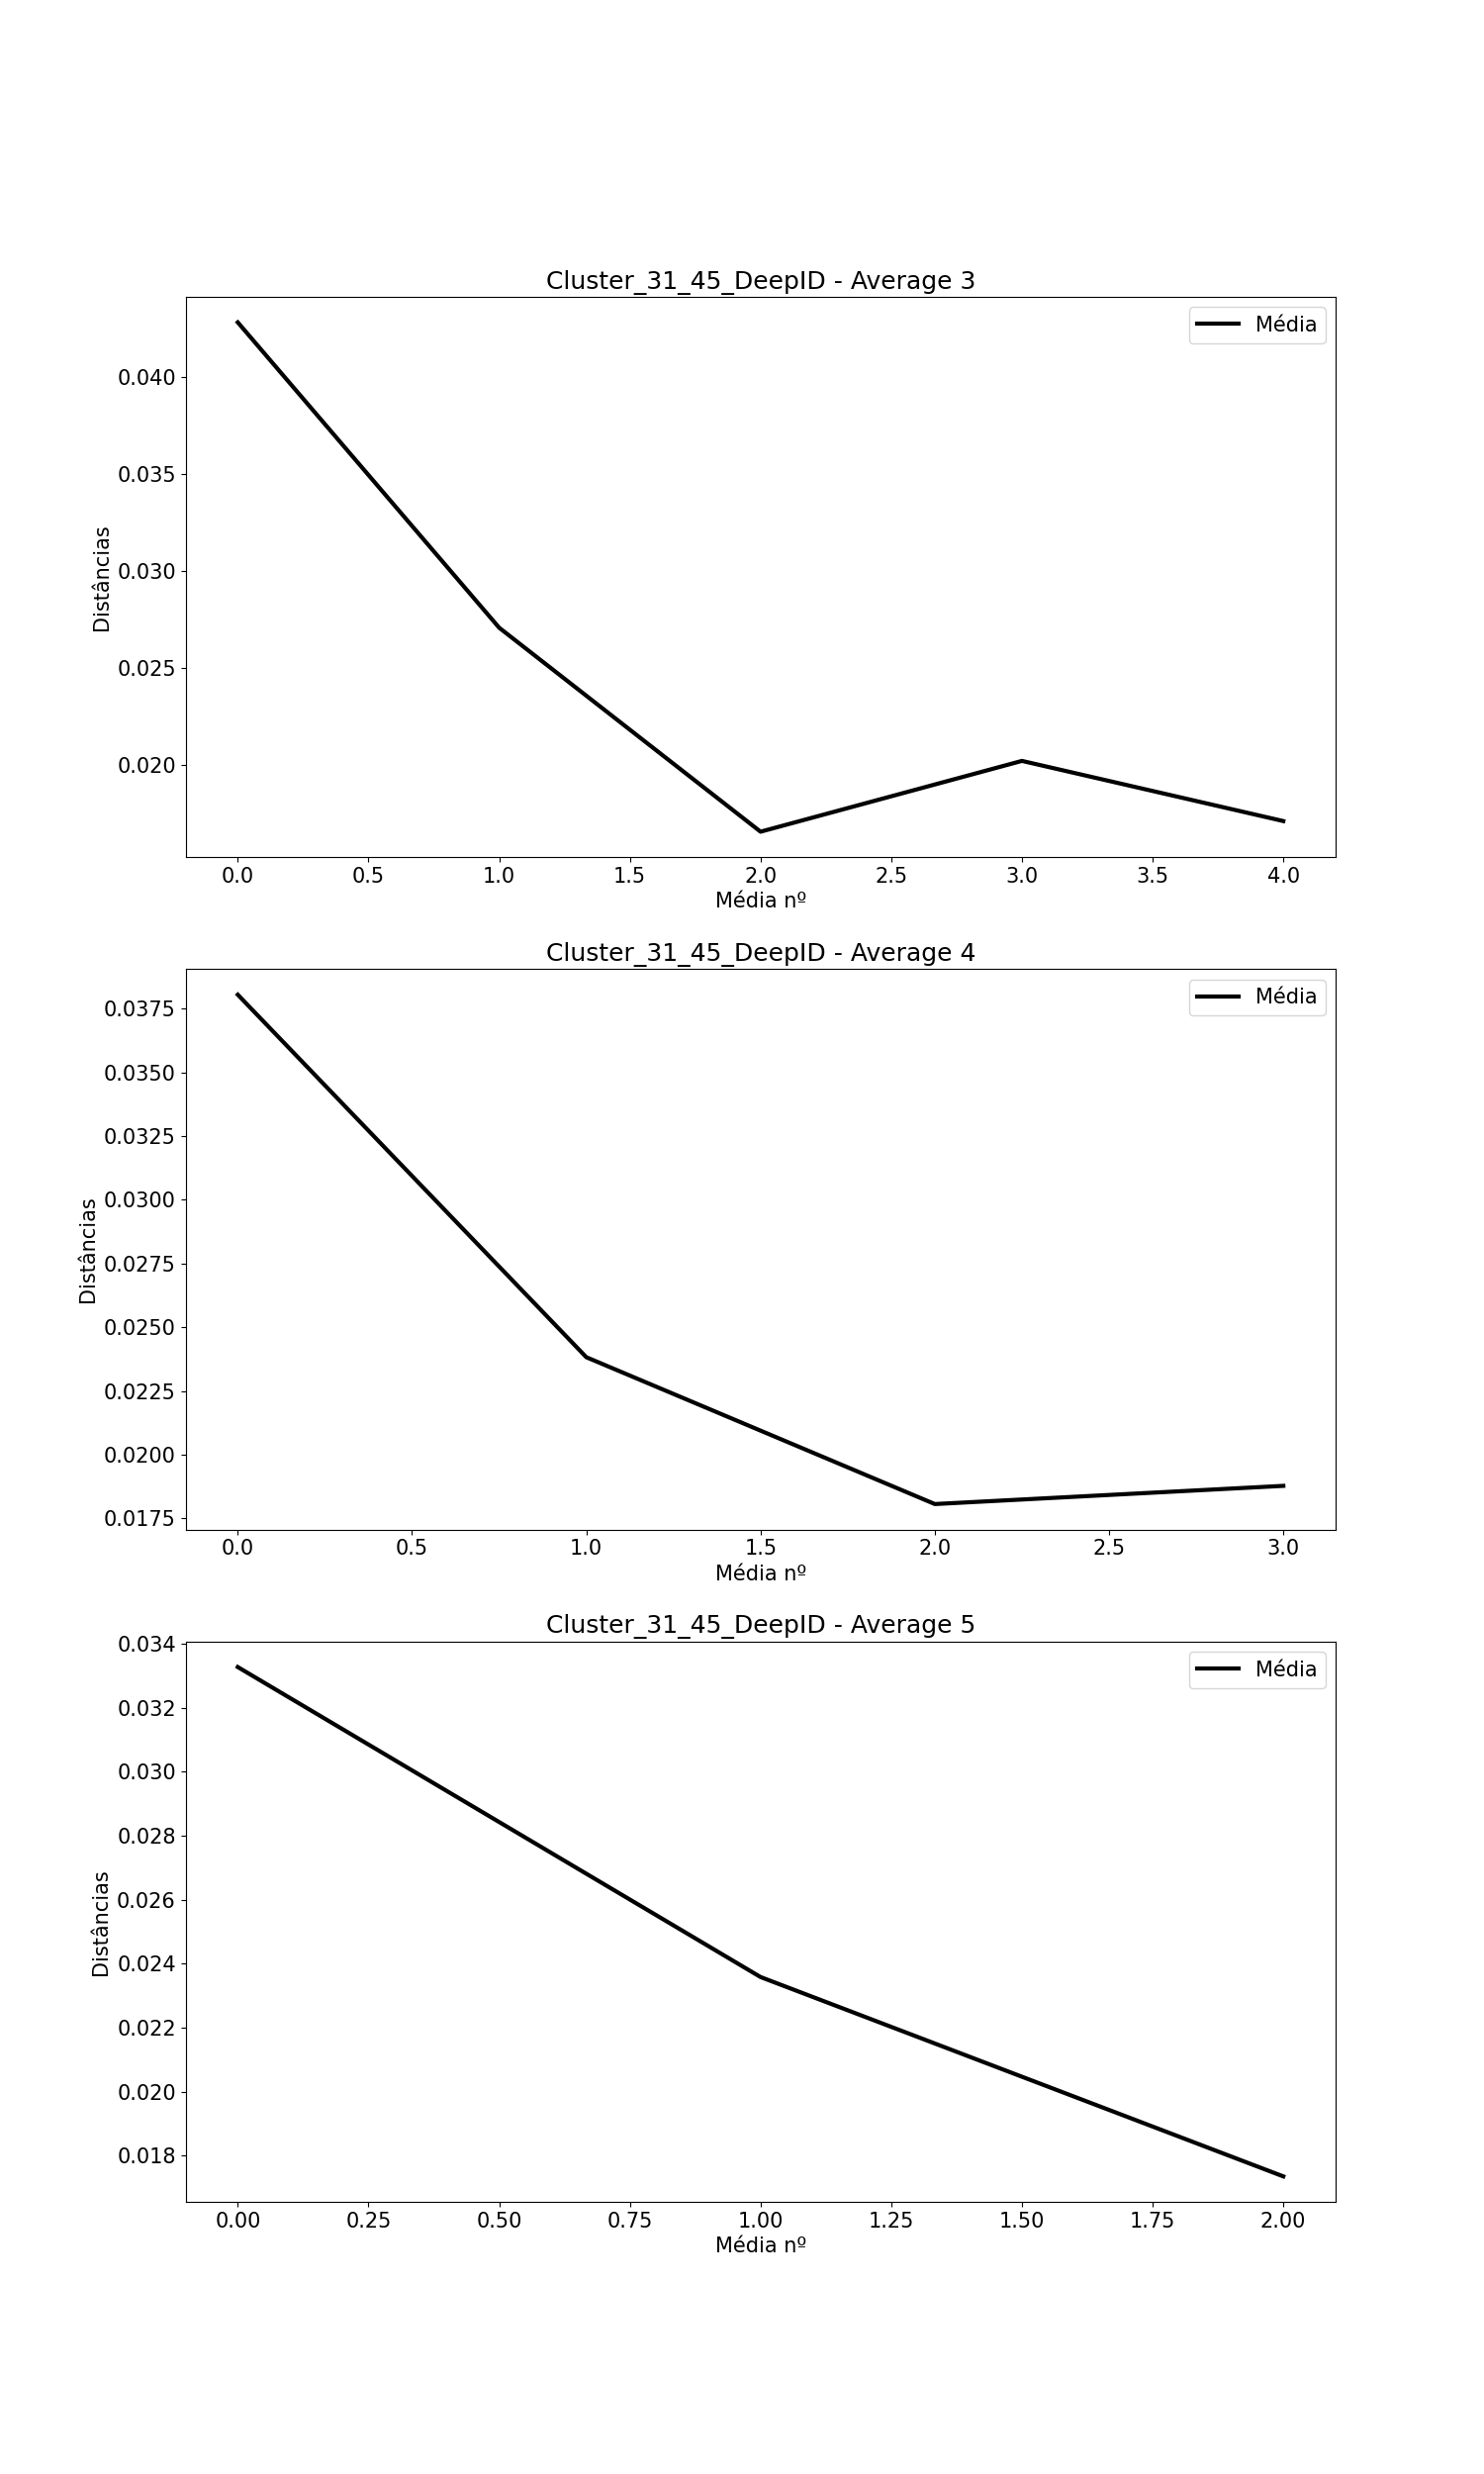 Cluster_31_45_DeepID - Average 3
Média
0.040
0.035
0.030
0.025
0.020
Distâncias
0.0 0.5 1.0 1.5 2.0 2.5 3.0 3.5 4.0
Média nº
Cluster_31_45_DeepID - Average 4
Média
0.0375
0.0350
0.0325
0.0300
0.0275
0.0250
0.0225
0.0200
0.0175
Distâncias
0.0 0.5 1.0 1.5 2.0 2.5 3.0
Média nº
Cluster_31_45_DeepID - Average 5
Média
0.034
0.032
0.030
0.028
0.026
0.024
0.022
0.020
0.018
Distâncias
0.00 0.25 0.50 0.75 1.00 1.25 1.50 1.75 2.00
Média nº